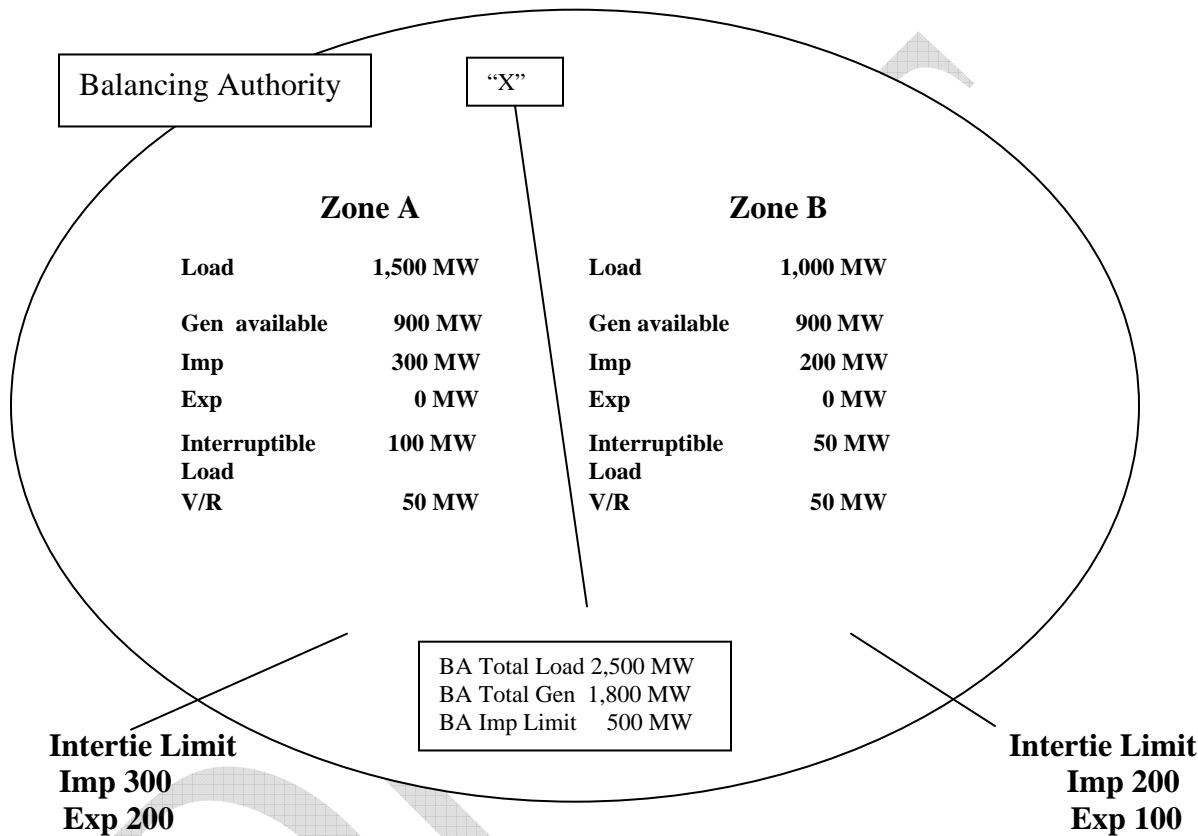 Balancing Authority
“X”
Zone A
Zone B
Load 1,500 MW
Load 1,000 MW
Gen available 900 MW
Gen available 900 MW
Imp 300 MW
Imp 200 MW
Exp 0 MW
Exp 0 MW
Interruptible 100 MW
Load
Interruptible 50 MW
Load
V/R 50 MW
V/R 50 MW
BA Total Load 2,500 MW
BA Total Gen 1,800 MW
BA Imp Limit 500 MW
Intertie Limit
Imp 300
Exp 200
Intertie Limit
Imp 200
Exp 100